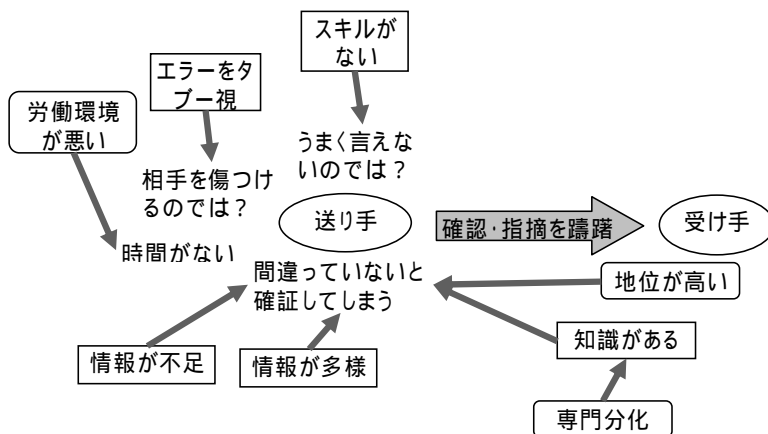 スキルが
ない
エラーをタ
ブー視
労働環境
が悪い
うまく言えな
いのでは？
相手を傷つけ
るのでは？
送り手
確認・指摘を躊躇
受け手
時間がない
間違っていないと
確証してしまう
地位が高い
知識がある
情報が不足
情報が多様
専門分化